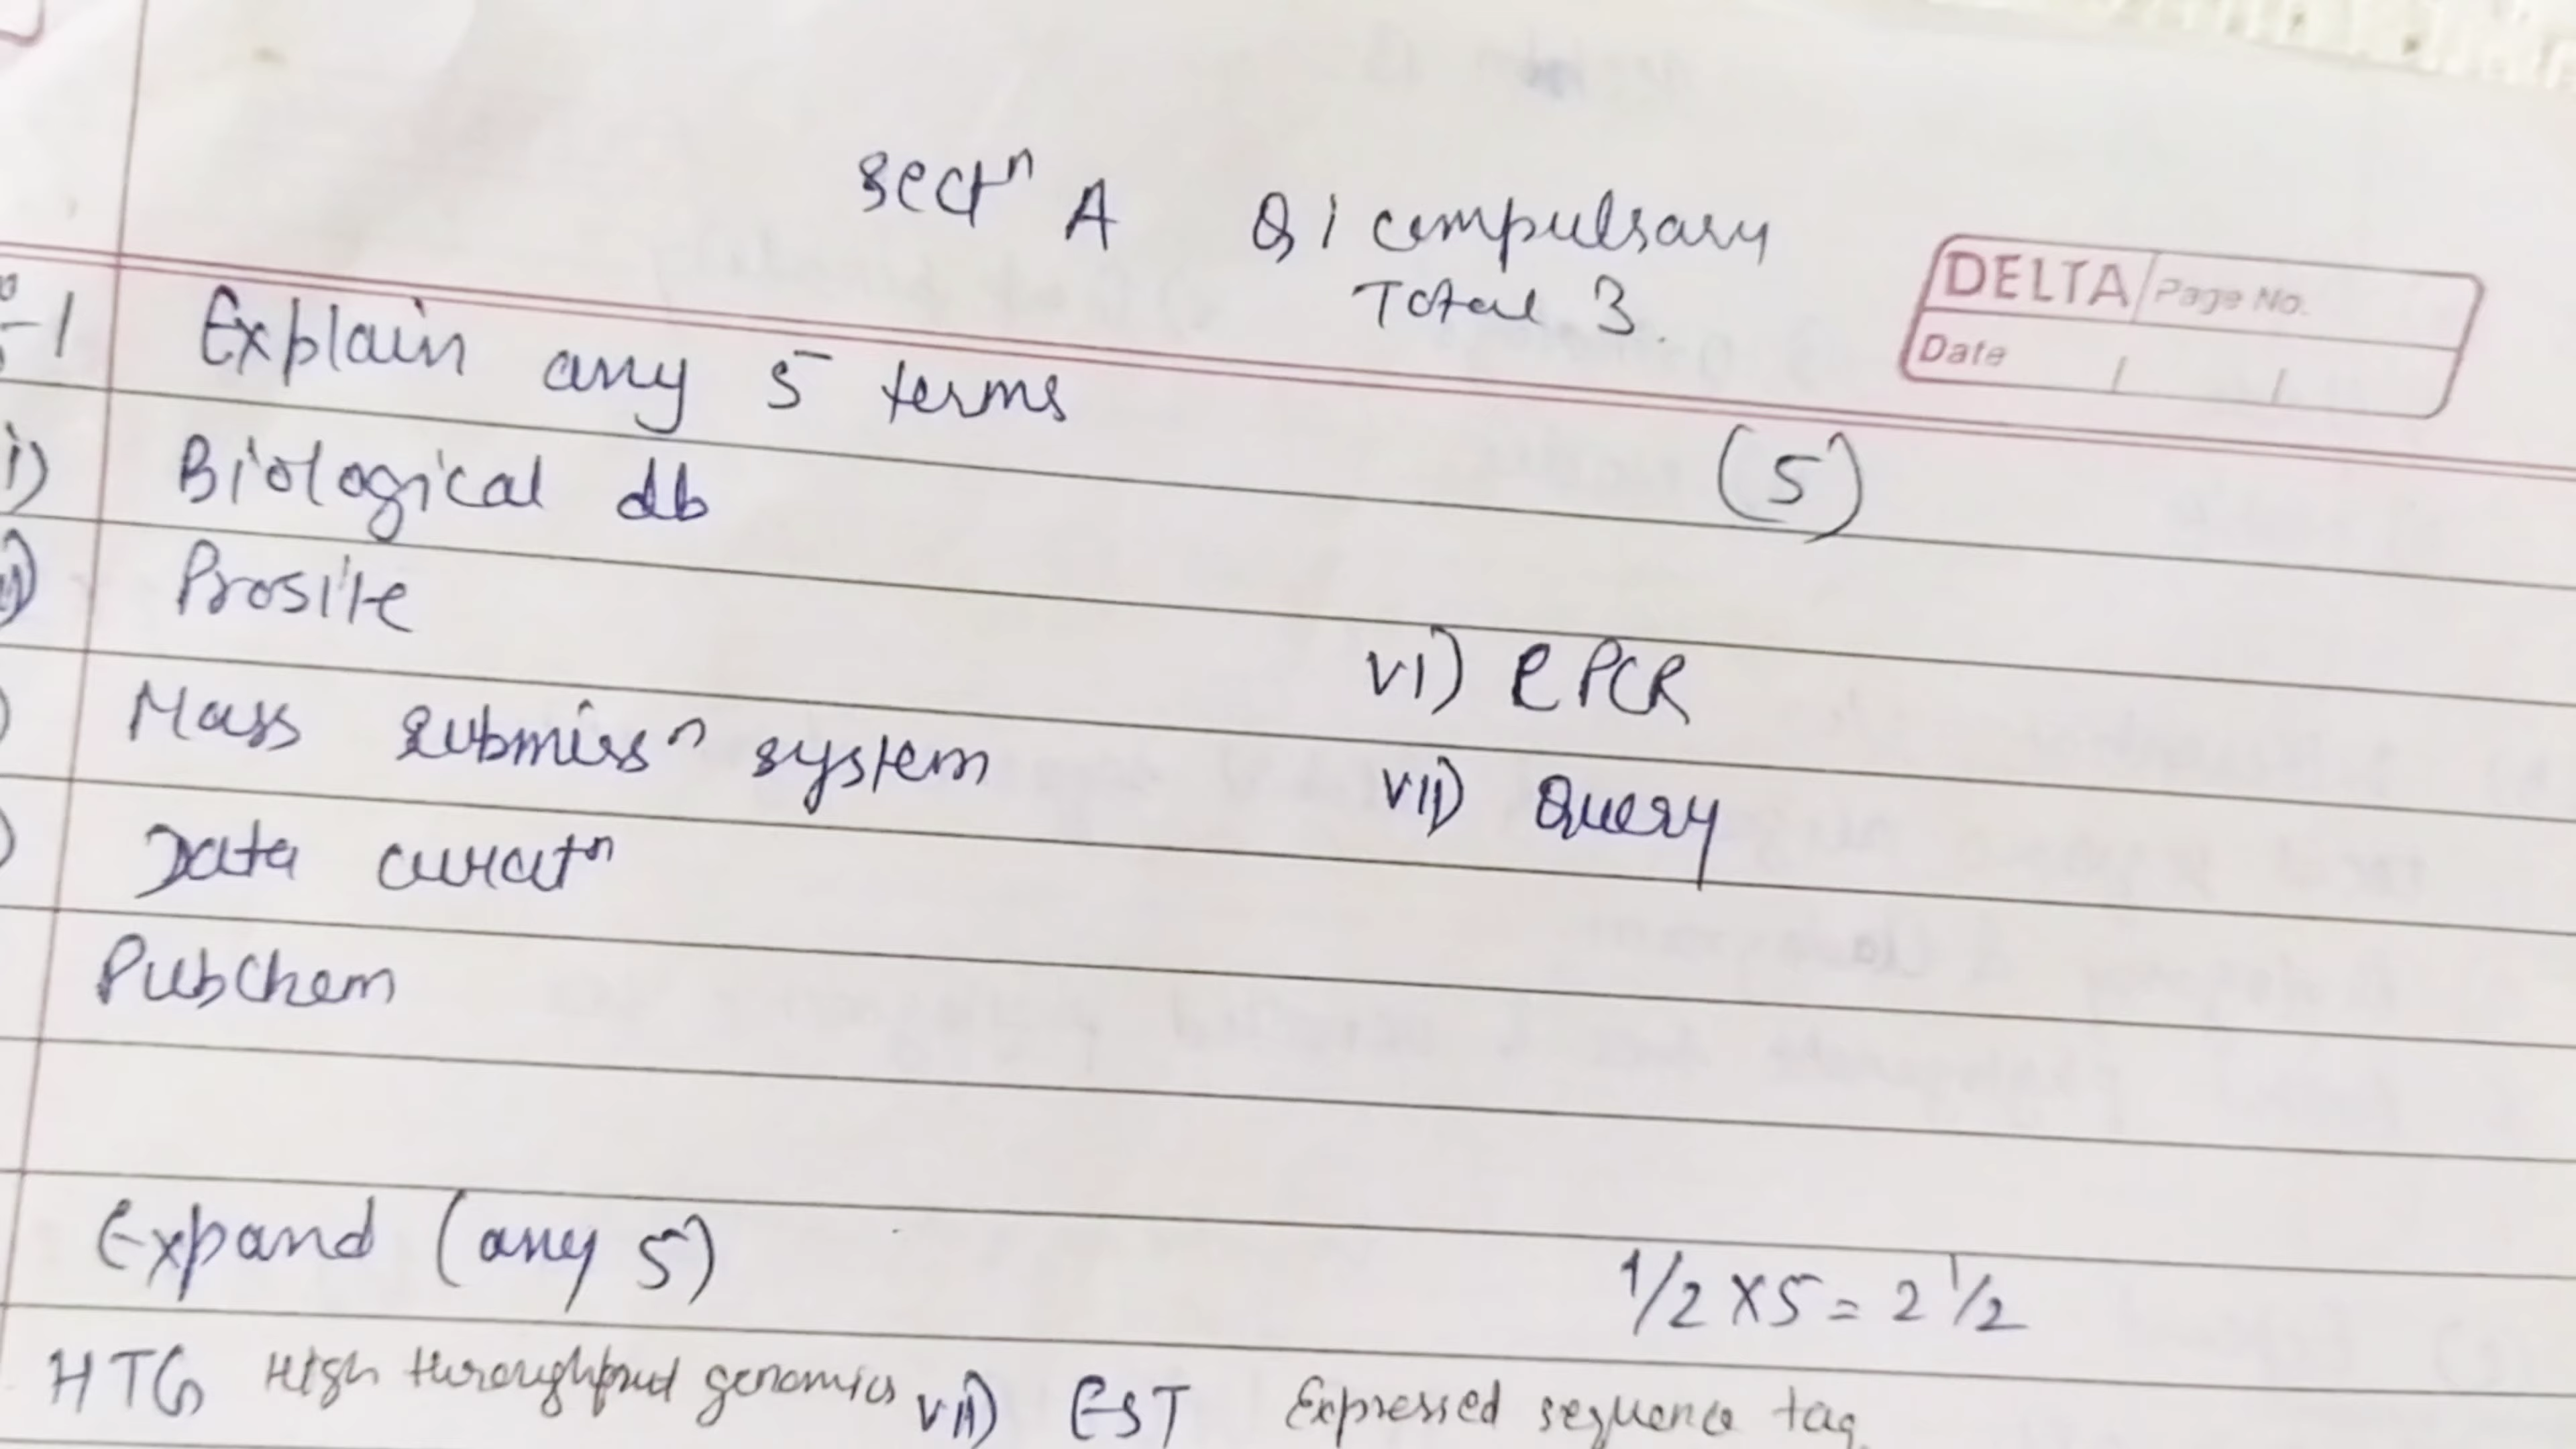 Sectn A Q1 compulsary
Total 3.
DELTA Page No.
Date / /
-1 Explain any 5 terms
(5)
i) Biological db
ii) Prosite
vi) e PCR
) Mass submissn system
vii) Query
) Data curatn
PubChem
Expand (any 5)
1/2 X5 = 2 1/2
HTG High throughput genomics vii) EST Expressed sequence tag